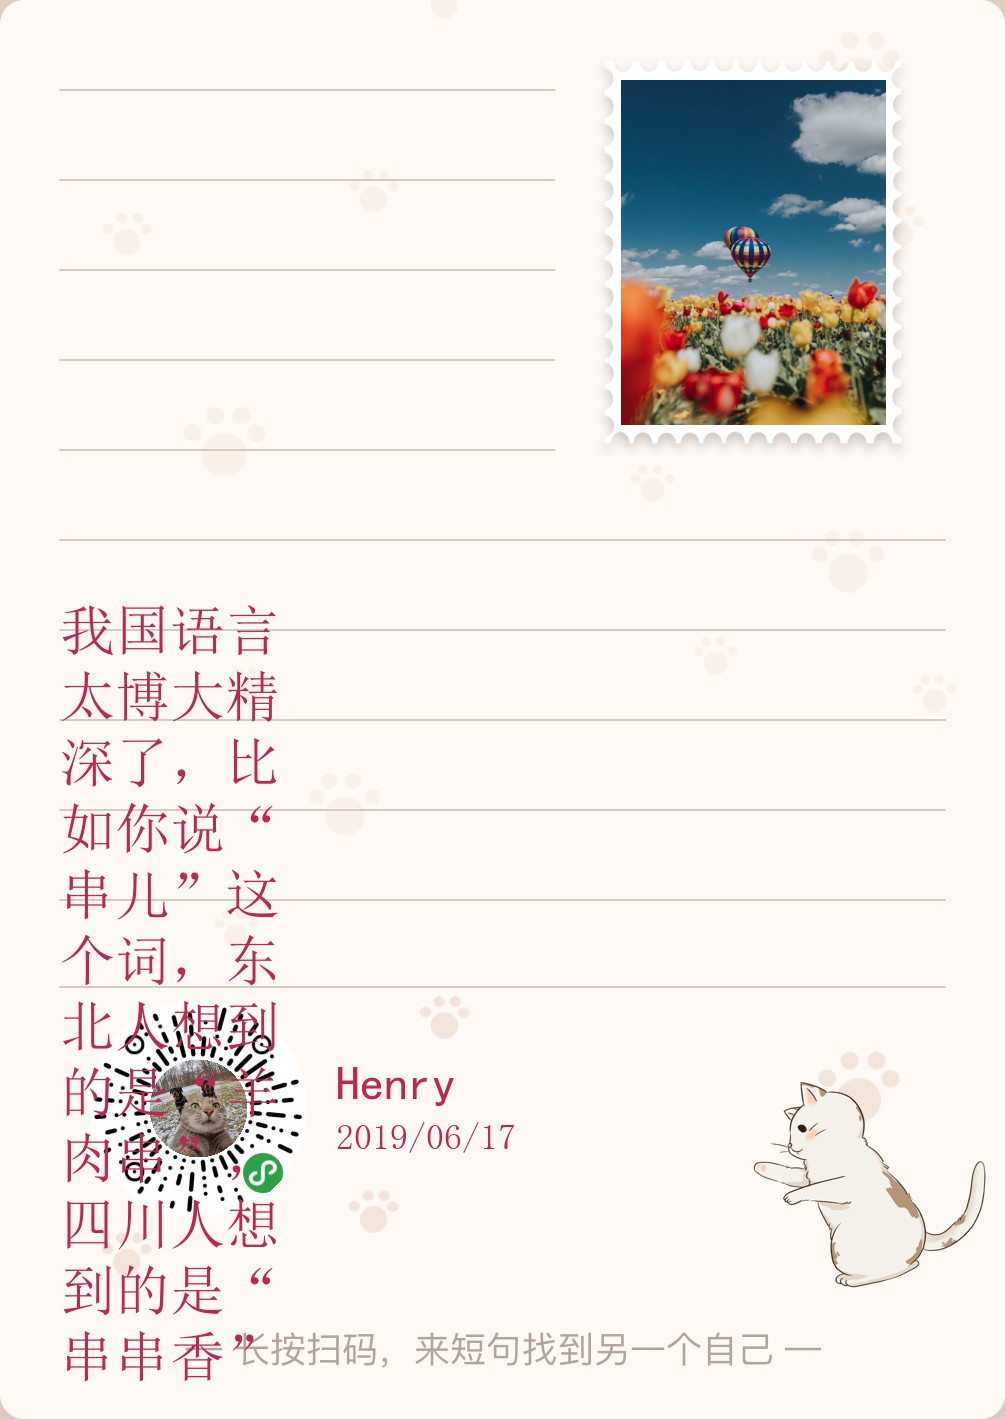 我国语言
太博大精
深了，比
如你说“
串儿”这
个词，东
北人想到
的是“羊
肉串”，
四川人想
到的是“
串串香”
Henry
2019/06/17
— 长按扫码，来短句找到另一个自己 —